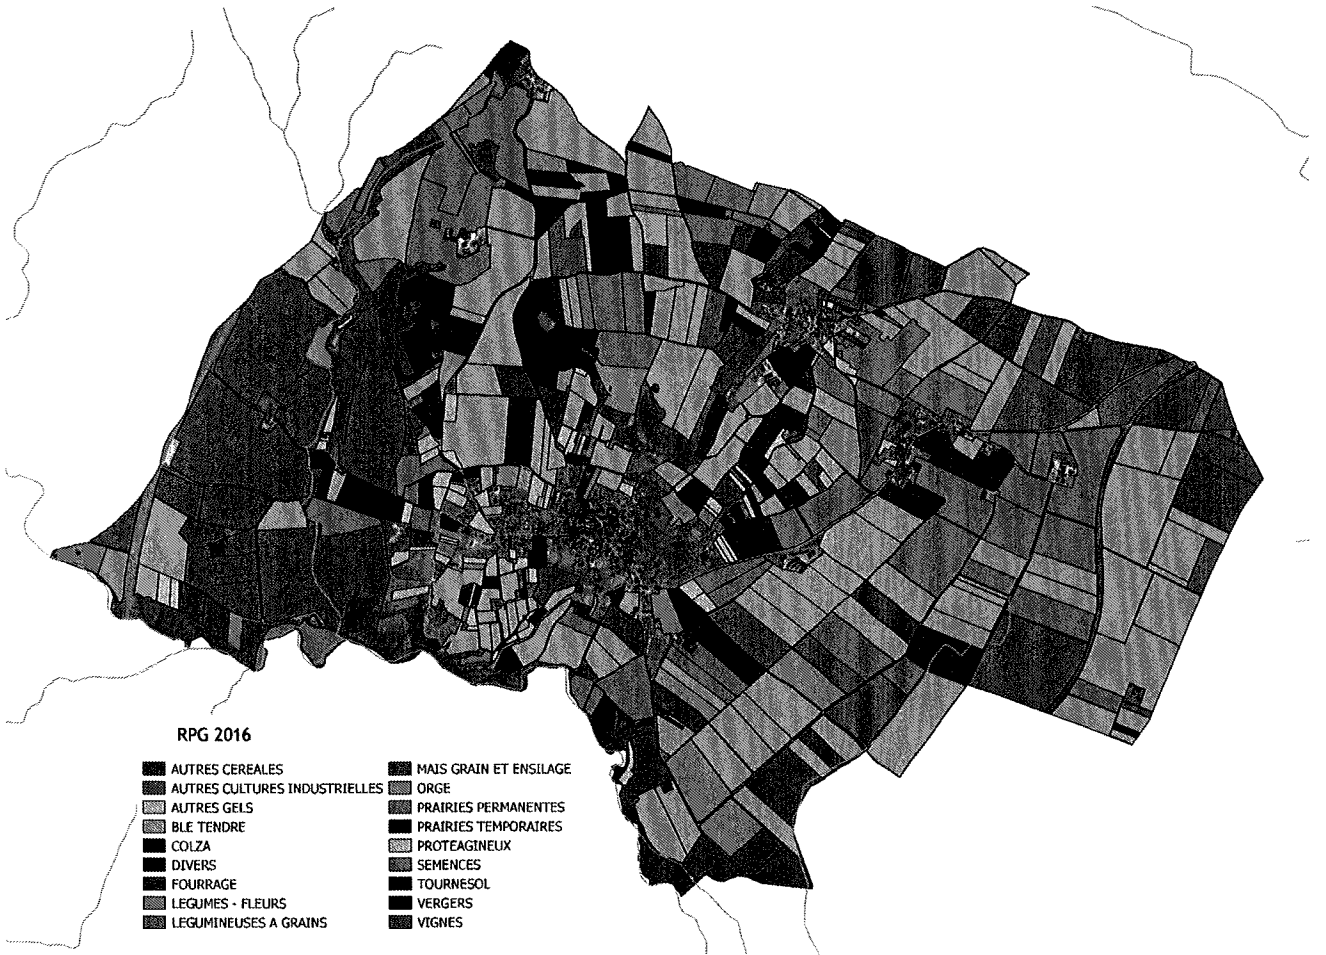 RPG 2016
AUTRES CEREALES
AUTRES CULTURES INDUSTRIELLES
AUTRES GELS
BLE TENDRE
COLZA
DIVERS
FOURRAGE
LEGUMES - FLEURS
LEGUMINEUSES A GRAINS
MAIS GRAIN ET ENSILAGE
ORGE
PRAIRIES PERMANENTES
PRAIRIES TEMPORAIRES
PROTEAGINEUX
SEMENCES
TOURNESOL
VERGERS
VIGNES